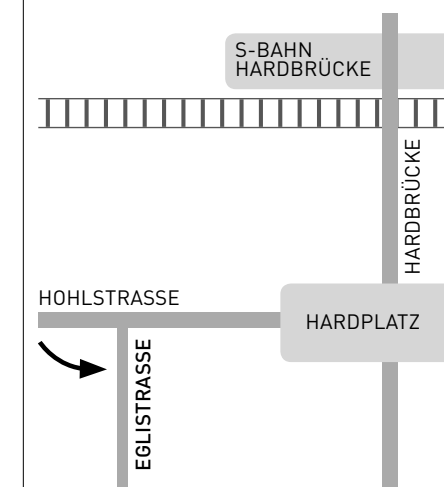 S-BAHN
HARDBRÜCKE
HARDBRÜCKE
HOHLSTRASSE
HARDPLATZ
EGLISTRASSE